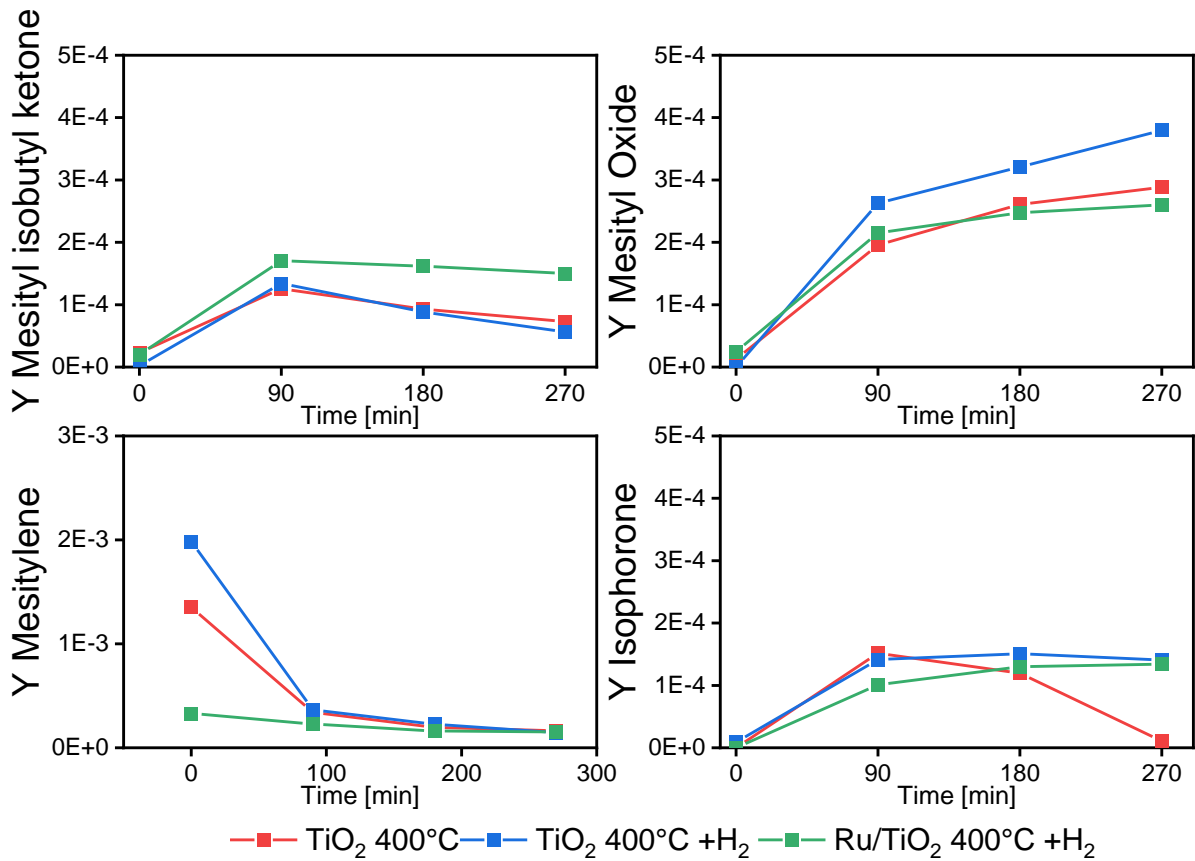 Y Mesityl isobutyl ketone
5E-4
4E-4
3E-4
2E-4
1E-4
0E+0
0 90 180 270
Time [min]
Y Mesityl Oxide
5E-4
4E-4
3E-4
2E-4
1E-4
0E+0
0 90 180 270
Time [min]
Y Mesitylene
3E-3
2E-3
1E-3
0E+0
0 100 200 300
Time [min]
Y Isophorone
5E-4
4E-4
3E-4
2E-4
1E-4
0E+0
0 90 180 270
Time [min]
TiO₂ 400°C TiO₂ 400°C +H₂ Ru/TiO₂ 400°C +H₂